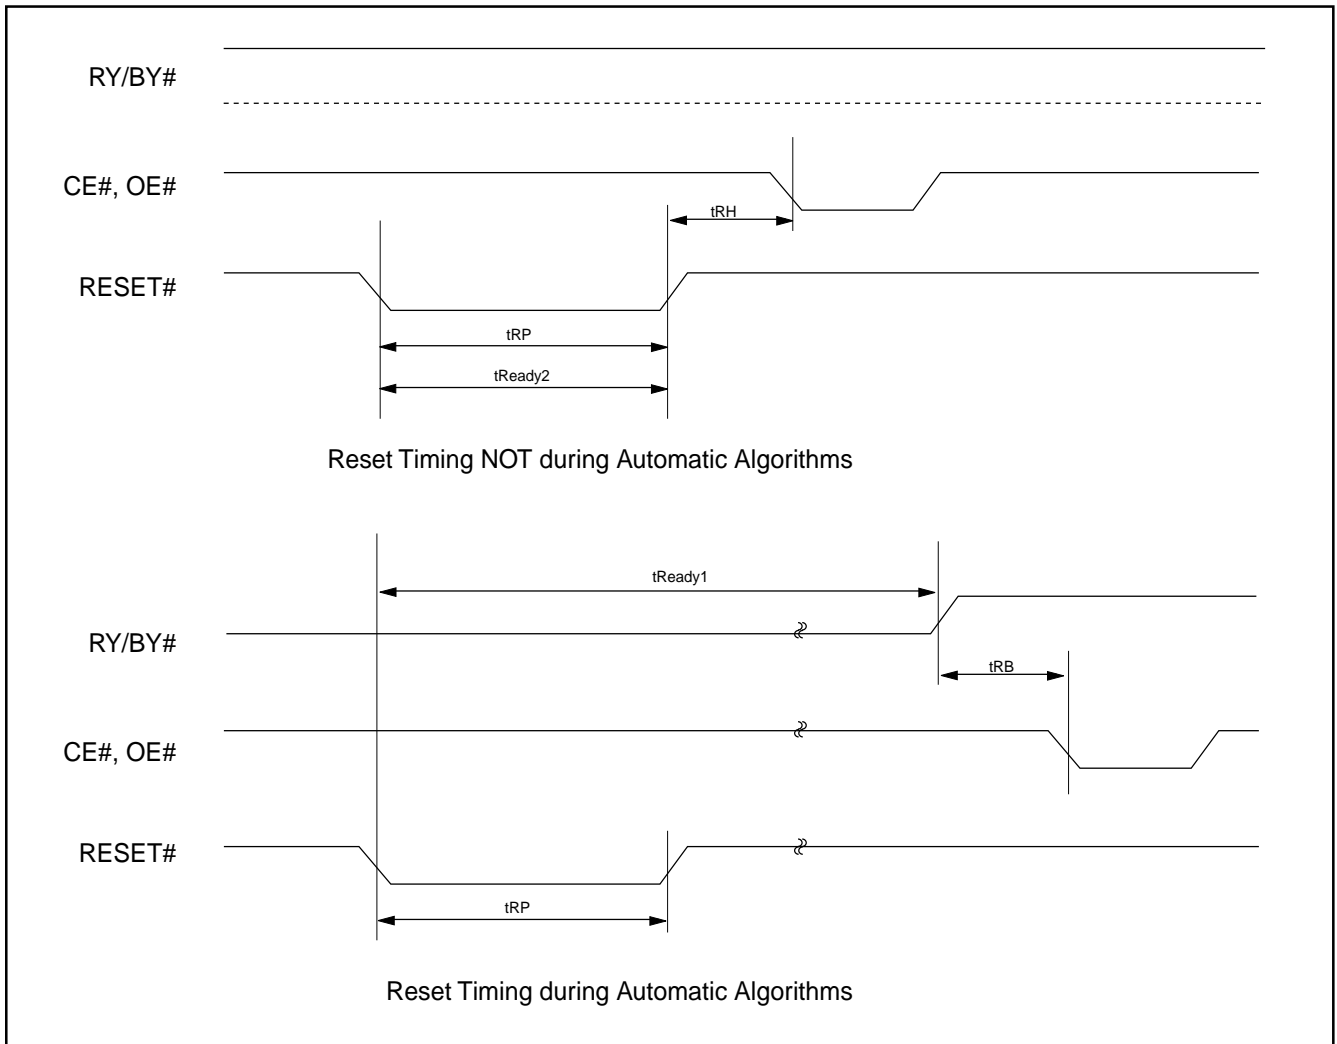 RY/BY#
CE#, OE#
tRH
RESET#
tRP
tReady2
Reset Timing NOT during Automatic Algorithms
tReady1
RY/BY#
tRB
CE#, OE#
RESET#
tRP
Reset Timing during Automatic Algorithms